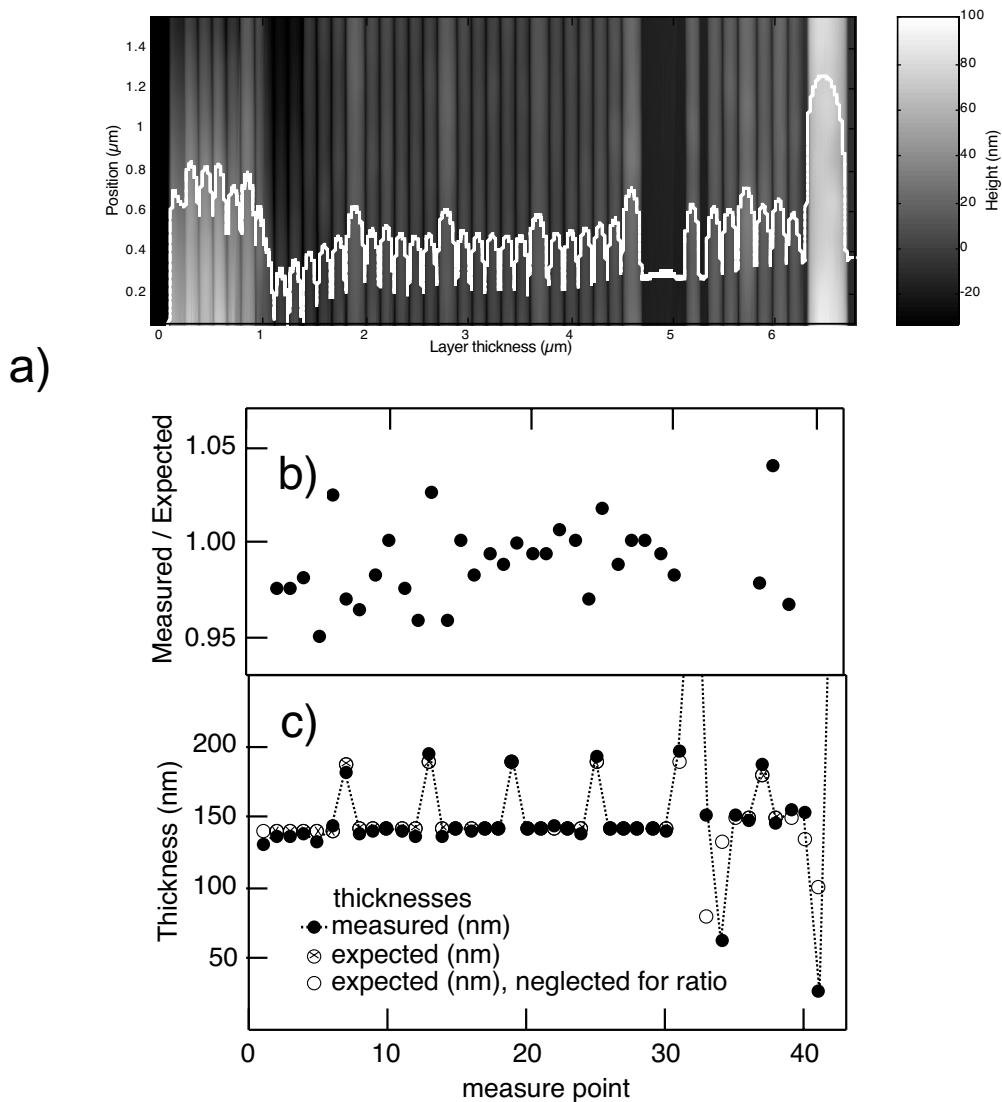 1.4
1.2
1
0.8
0.6
0.4
0.2
Position (µm)
0 1 2 3 4 5 6
Layer thickness (µm)
100
80
60
40
20
0
-20
Height (nm)
a)
1.05
1.00
0.95
Measured / Expected
b)
200
150
100
50
Thickness (nm)
c)
thicknesses
measured (nm)
expected (nm)
expected (nm), neglected for ratio
0 10 20 30 40
measure point